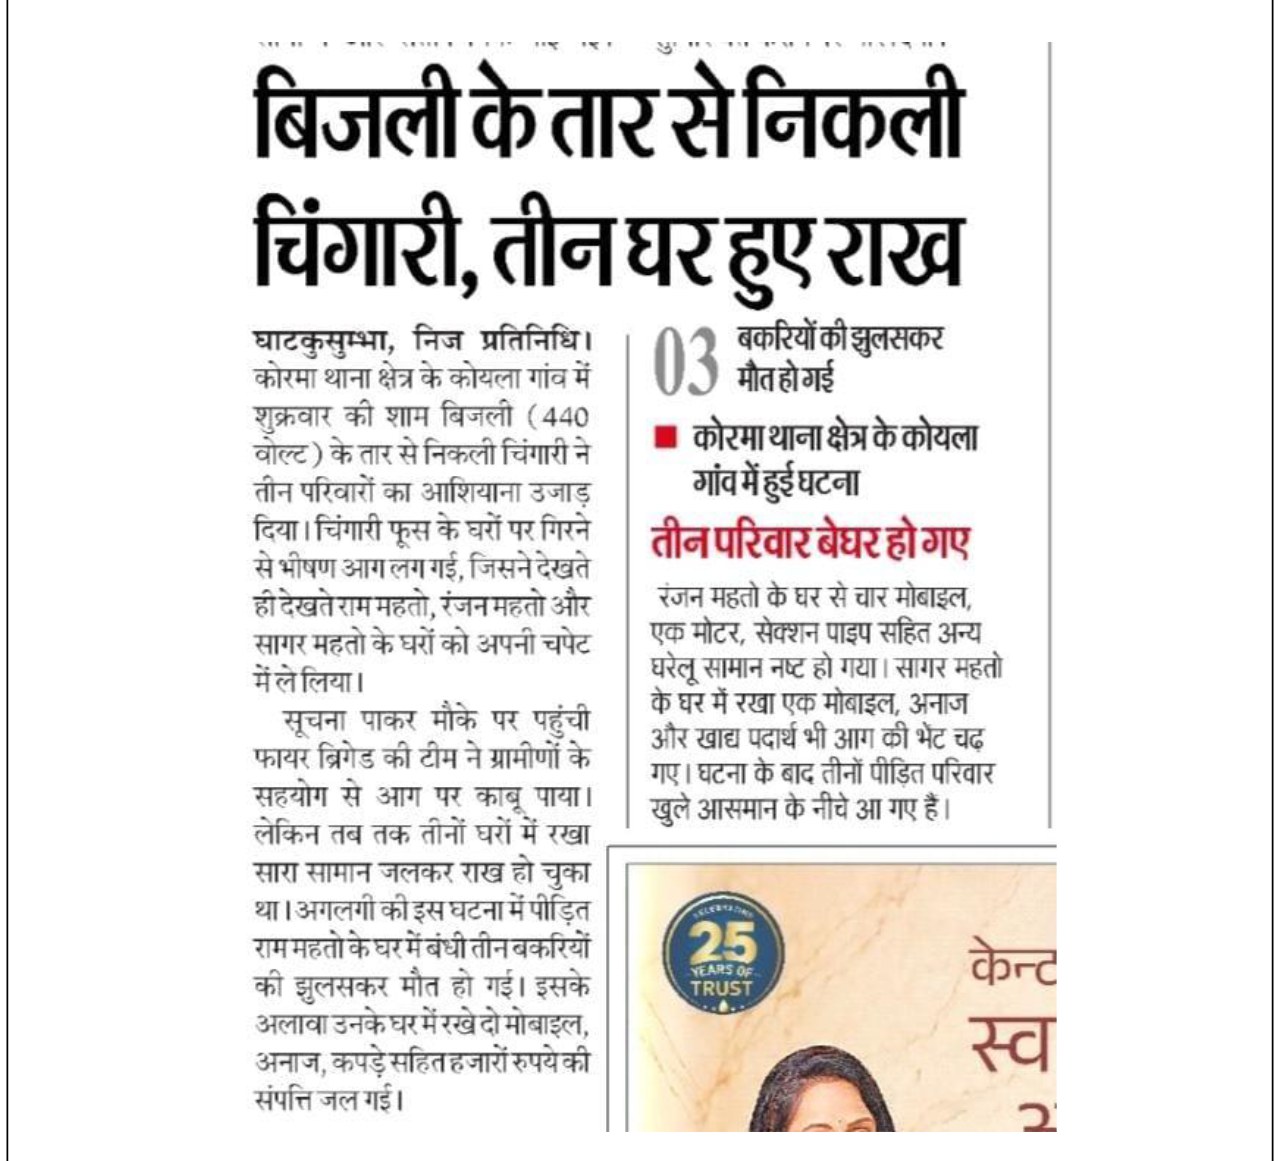 बिजली के तार से निकली
चिंगारी, तीन घर हुए राख
घाटकुसुम्भा, निज प्रतिनिधि।
कोरमा थाना क्षेत्र के कोयला गांव में
शुक्रवार की शाम बिजली (440
वोल्ट) के तार से निकली चिंगारी ने
तीन परिवारों का आशियाना उजाड़
दिया। चिंगारी फूस के घरों पर गिरने
से भीषण आग लग गई, जिसने देखते
ही देखते राम महतो, रंजन महतो और
सागर महतो के घरों को अपनी चपेट
में ले लिया।
सूचना पाकर मौके पर पहुंची
फायर ब्रिगेड की टीम ने ग्रामीणों के
सहयोग से आग पर काबू पाया।
लेकिन तब तक तीनों घरों में रखा
सारा सामान जलकर राख हो चुका
था। अगलगी की इस घटना में पीड़ित
राम महतो के घर में बंधी तीन बकरियों
की झुलसकर मौत हो गई। इसके
अलावा उनके घर में रखे दो मोबाइल,
अनाज, कपड़े सहित हजारों रुपये की
संपत्ति जल गई।
03 बकरियों की झुलसकर
मौत हो गई
कोरमा थाना क्षेत्र के कोयला
गांव में हुई घटना
तीन परिवार बेघर हो गए
रंजन महतो के घर से चार मोबाइल,
एक मोटर, सेक्शन पाइप सहित अन्य
घरेलू सामान नष्ट हो गया। सागर महतो
के घर में रखा एक मोबाइल, अनाज
और खाद्य पदार्थ भी आग की भेंट चढ़
गए। घटना के बाद तीनों पीड़ित परिवार
खुले आसमान के नीचे आ गए हैं।
CELEBRATING
25
YEARS OF
TRUST
केन्ट
स्व